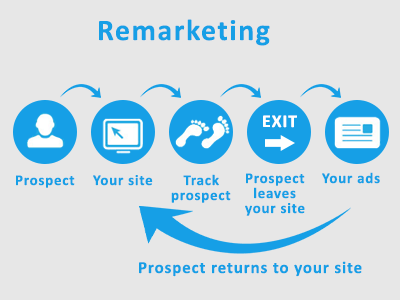 Remarketing
EXIT
Prospect
Your site
Track
prospect
Prospect
leaves
your site
Your ads
Prospect returns to your site